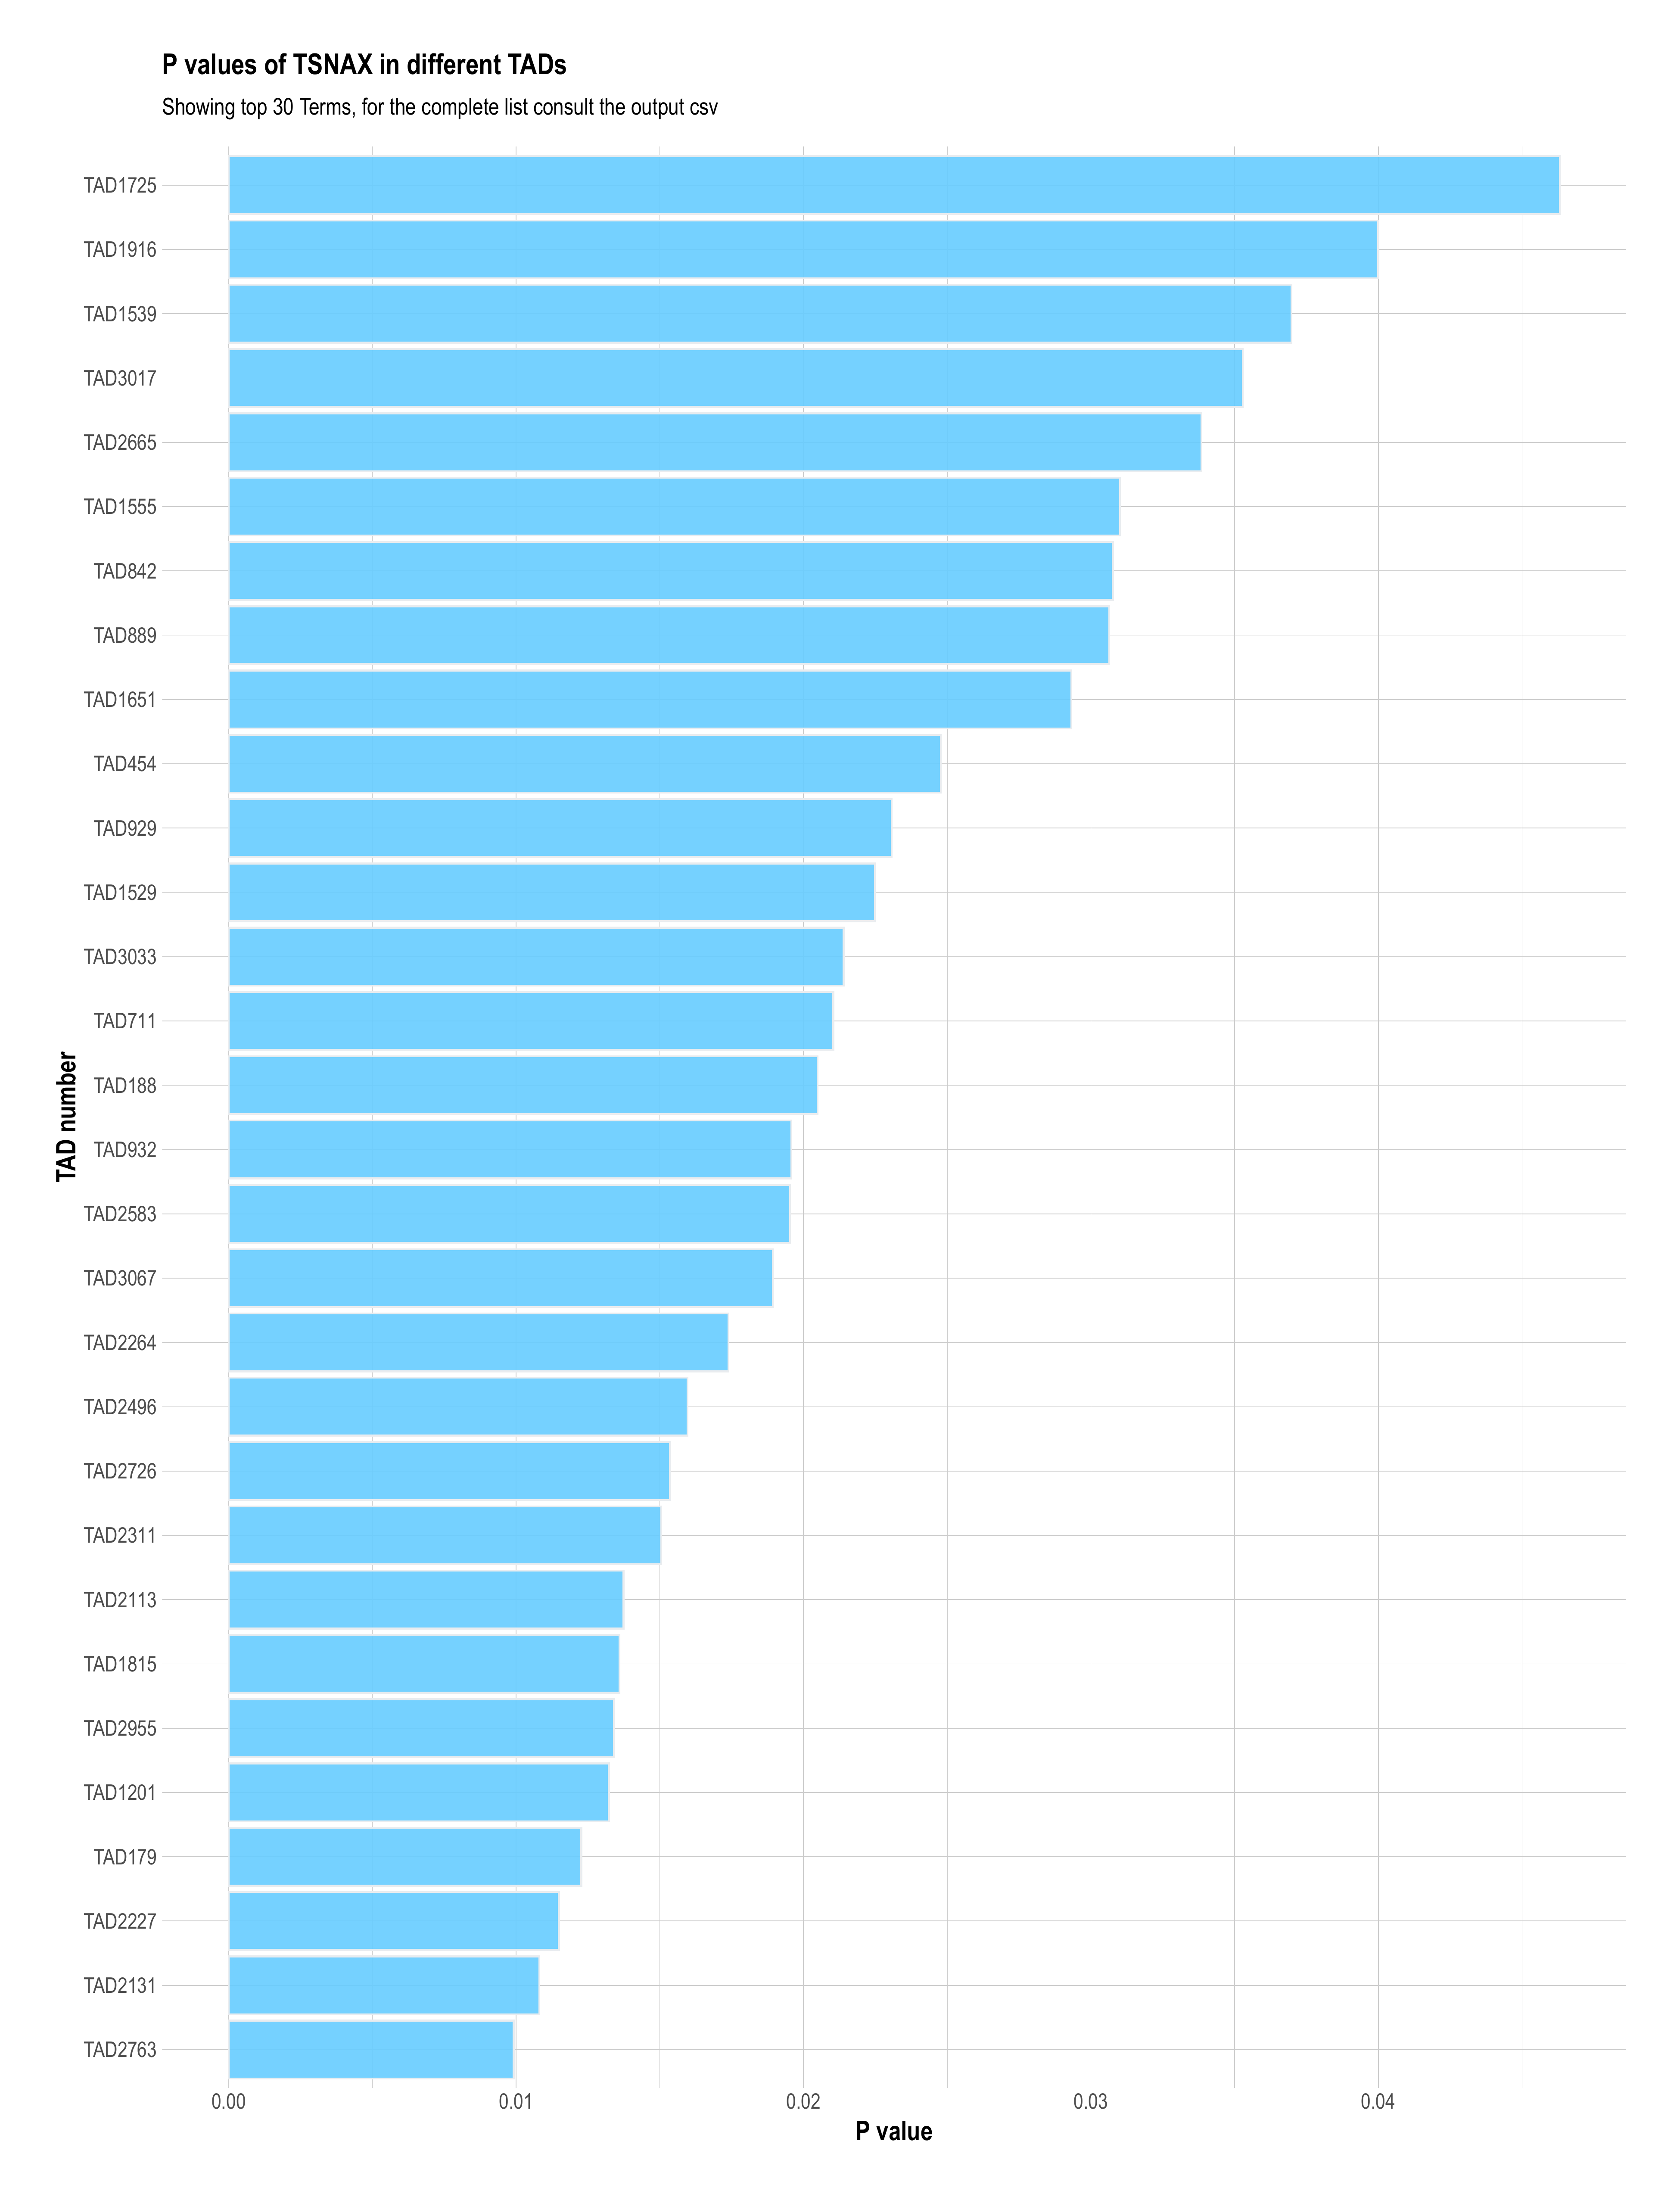 P values of TSNAX in different TADs
Showing top 30 Terms, for the complete list consult the output csv
TAD1725
TAD1916
TAD1539
TAD3017
TAD2665
TAD1555
TAD842
TAD889
TAD1651
TAD454
TAD929
TAD1529
TAD3033
TAD711
TAD188
TAD932
TAD2583
TAD3067
TAD2264
TAD2496
TAD2726
TAD2311
TAD2113
TAD1815
TAD2955
TAD1201
TAD179
TAD2227
TAD2131
TAD2763
TAD number
0.00 0.01 0.02 0.03 0.04
P value